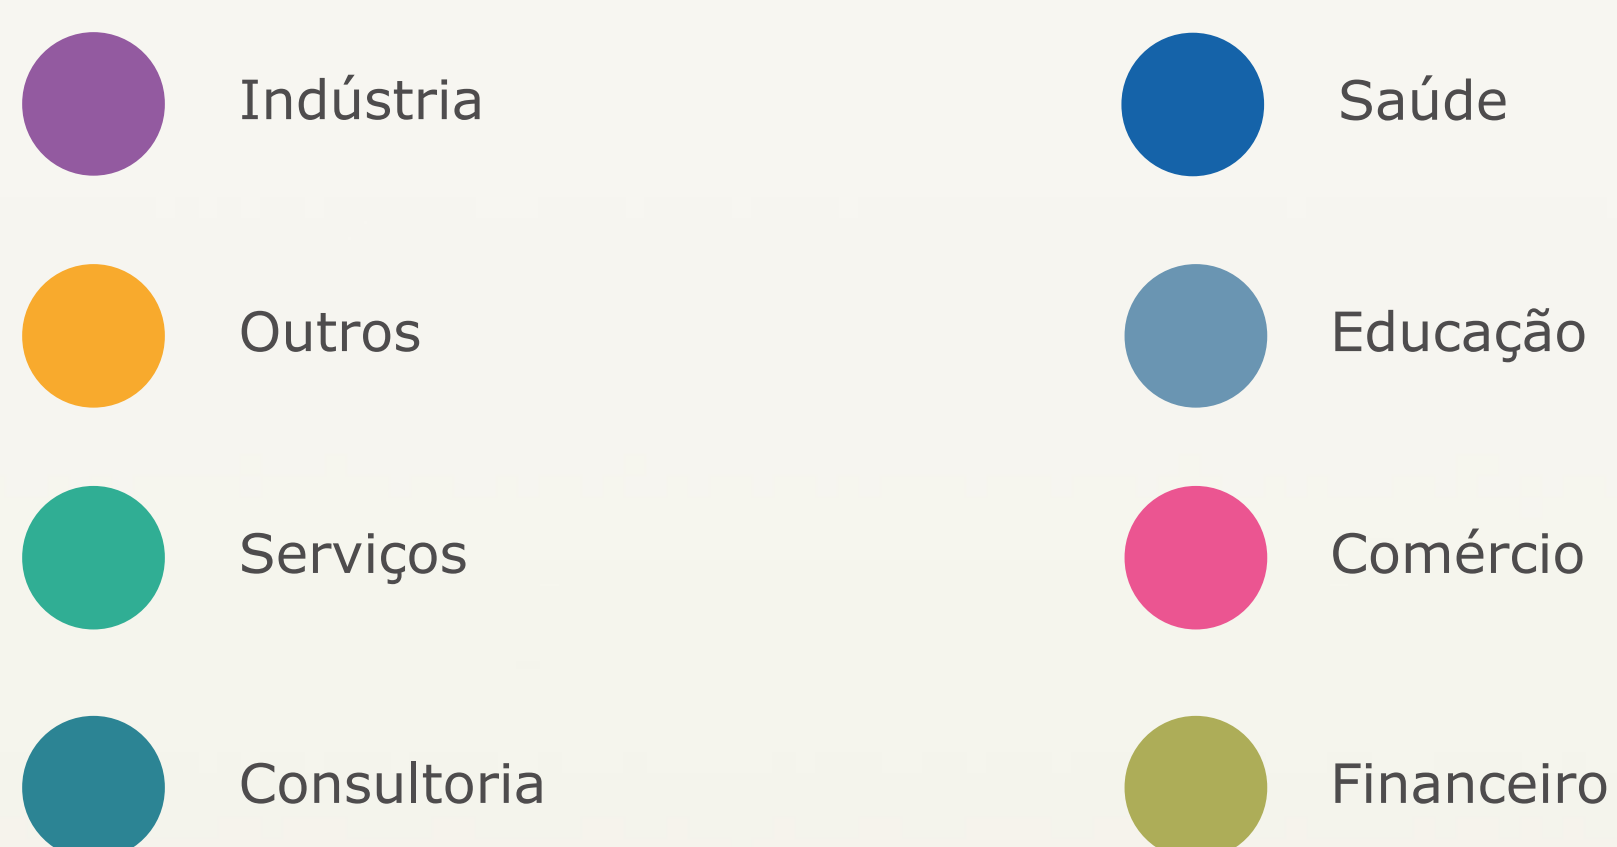 Indústria
Saúde
Outros
Educação
Serviços
Comércio
Consultoria
Financeiro